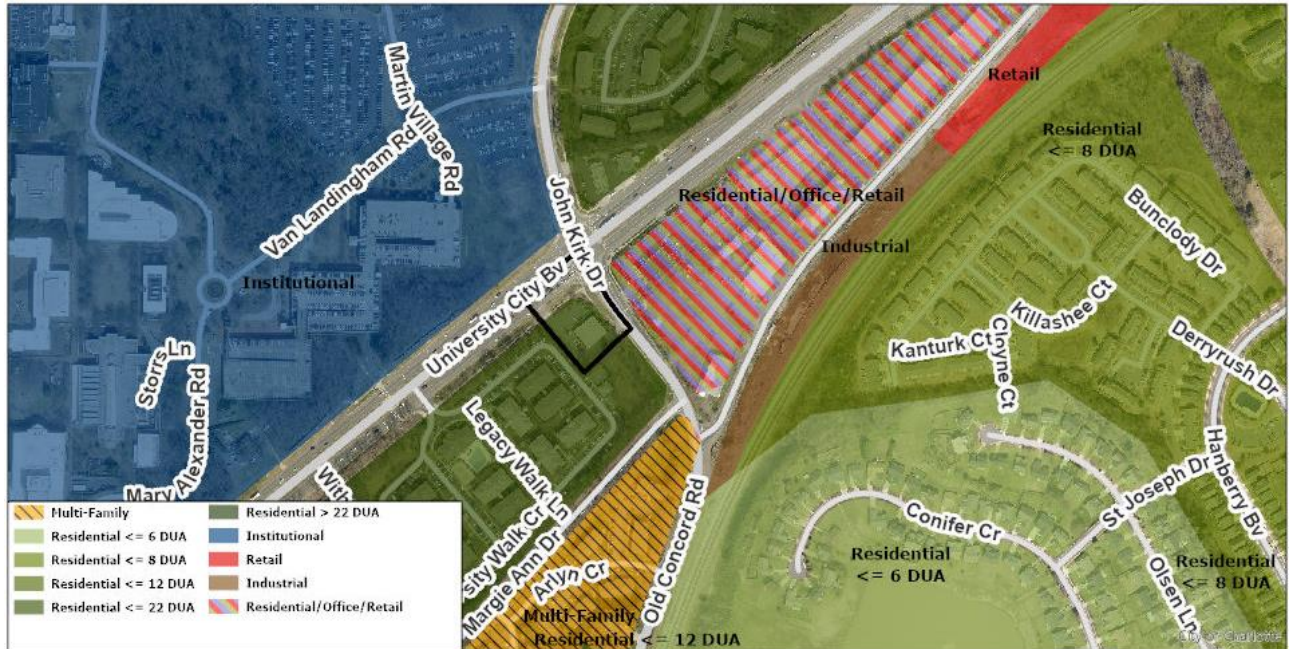 Retail
Residential
<= 8 DUA
Martin Village Rd
Van Landingham Rd
John Kirk Dr
Residential/Office/Retail
Bunclody Dr
Industrial
Institutional
University City Bv
Killashee Ct
Kanturk Ct
Cloyne Ct
Derryrush Dr
Storrs Ln
Mary Alexander Rd
Legacy Walk Ln
Hanberry Bv
St Joseph Dr
With
Conifer Cr
Old Concord Rd
sity Walk Cr
Margie Ann Dr
Arlyn Cr
Residential
<= 6 DUA
Residential
<= 8 DUA
Olsen Ln
Multi-Family
Residential <= 12 DUA
Multi-Family
Residential <= 6 DUA
Residential <= 8 DUA
Residential <= 12 DUA
Residential <= 22 DUA
Residential > 22 DUA
Institutional
Retail
Industrial
Residential/Office/Retail
City of Charlotte